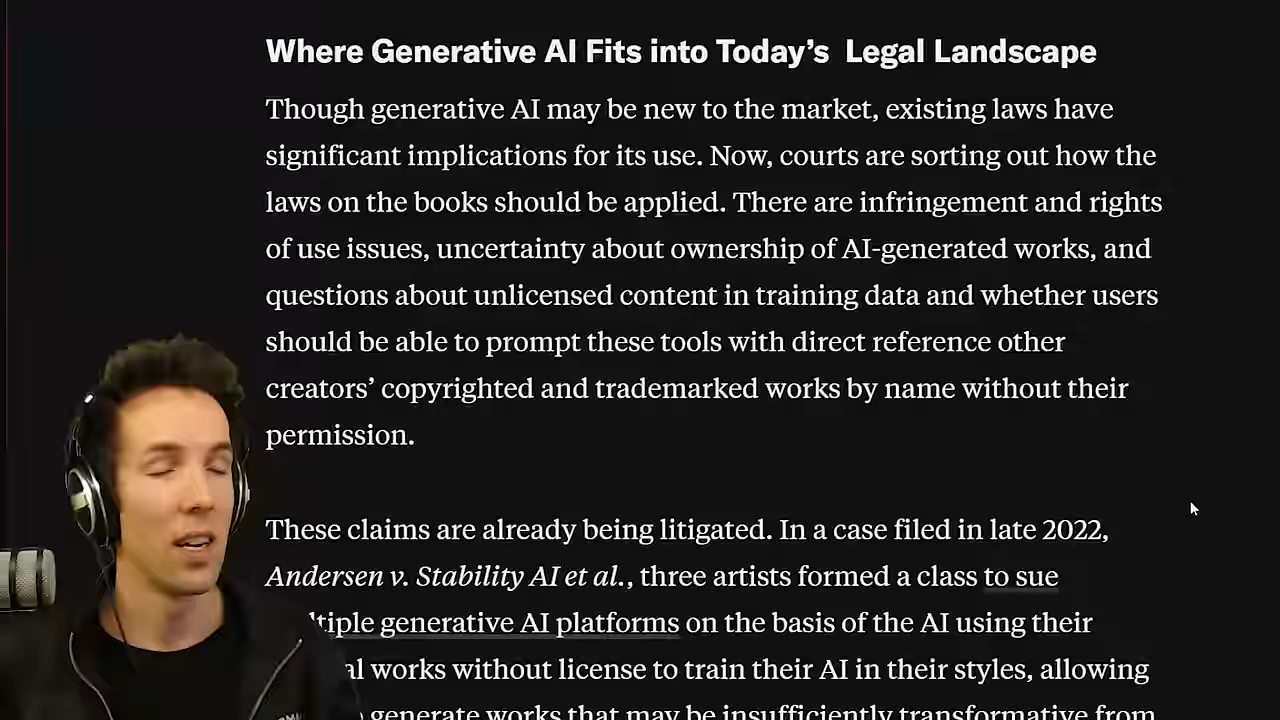 Where Generative AI Fits into Today’s Legal Landscape
Though generative AI may be new to the market, existing laws have
significant implications for its use. Now, courts are sorting out how the
laws on the books should be applied. There are infringement and rights
of use issues, uncertainty about ownership of AI-generated works, and
questions about unlicensed content in training data and whether users
should be able to prompt these tools with direct reference other
creators’ copyrighted and trademarked works by name without their
permission.
These claims are already being litigated. In a case filed in late 2022,
Andersen v. Stability AI et al., three artists formed a class to sue
generative AI platforms on the basis of the AI using their
works without license to train their AI in their styles, allowing
generate works that may be insufficiently transformative from